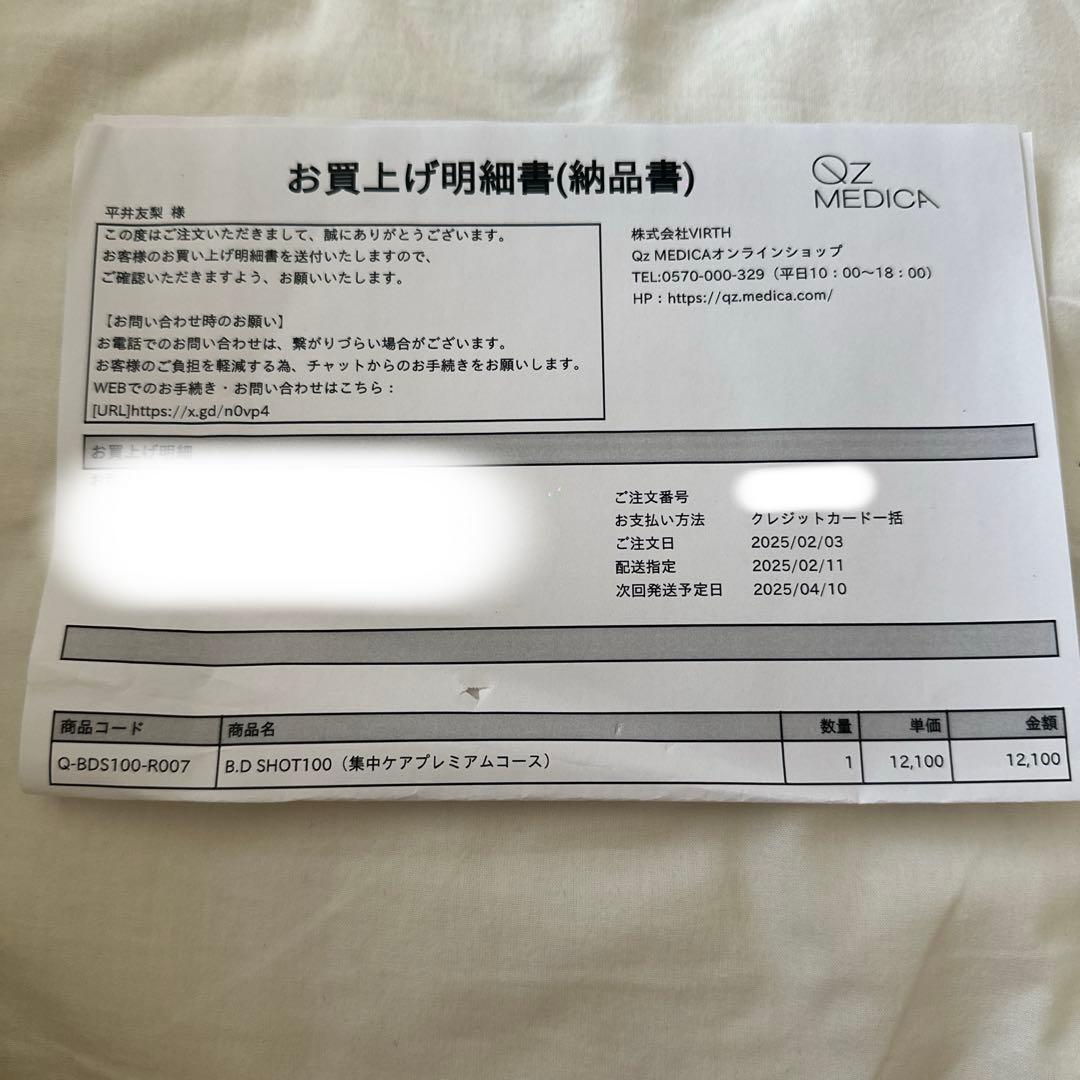 お買上げ明細書(納品書)
QZ
MEDICA
平井友梨 様
この度はご注文いただきまして、誠にありがとうございます。
お客様のお買い上げ明細書を送付いたしますので、
ご確認いただきますよう、お願いいたします。
【お問い合わせ時のお願い】
お電話でのお問い合わせは、繋がりづらい場合がございます。
お客様のご負担を軽減する為、チャットからのお手続きをお願いします。
WEBでのお手続き・お問い合わせはこちら：
[URL]https://x.gd/n0vp4
株式会社VIRTH
Qz MEDICAオンラインショップ
TEL:0570-000-329（平日10：00〜18：00）
HP：https://qz.medica.com/
お買上げ明細
ご注文番号
お支払い方法 クレジットカード一括
ご注文日 2025/02/03
配送指定 2025/02/11
次回発送予定日 2025/04/10
商品コード 商品名 数量 単価 金額
Q-BDS100-R007 B.D SHOT100（集中ケアプレミアムコース） 1 12,100 12,100